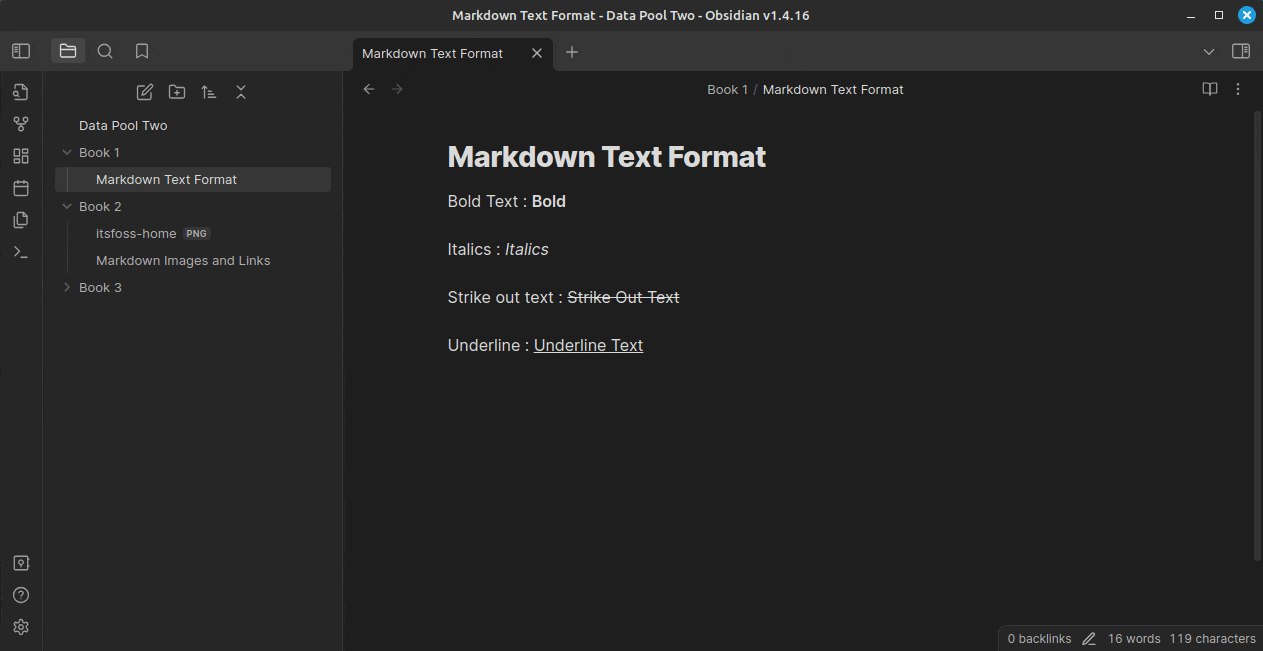 Markdown Text Format - Data Pool Two - Obsidian v1.4.16
Markdown Text Format
Book 1 / Markdown Text Format
Data Pool Two
Book 1
Markdown Text Format
Book 2
itsfoss-home PNG
Markdown Images and Links
Book 3
Markdown Text Format
Bold Text : Bold
Italics : Italics
Strike out text : Strike Out Text
Underline : Underline Text
0 backlinks 16 words 119 characters